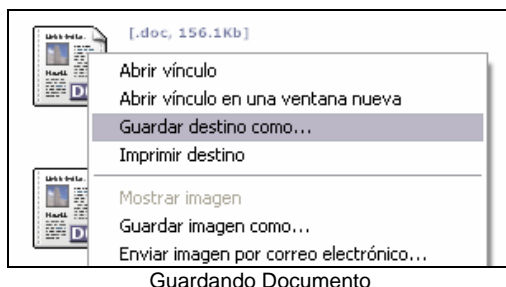 [.doc, 156.1Kb]
Abrir vínculo
Abrir vínculo en una ventana nueva
Guardar destino como...
Imprimir destino
Mostrar imagen
Guardar imagen como...
Enviar imagen por correo electrónico...
Guardando Documento